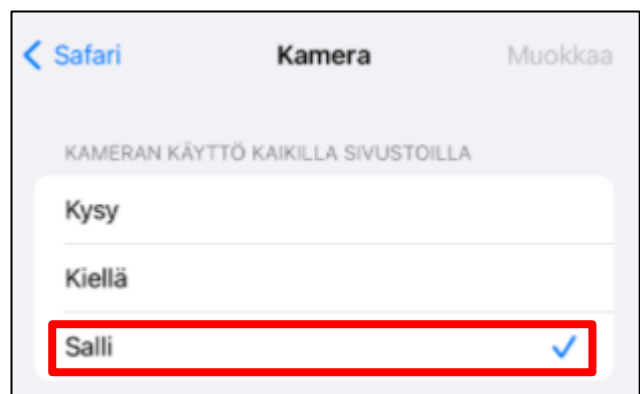 Safari Kamera Muokkaa
KAMERAN KÄYTTÖ KAIKILLA SIVUSTOILLA
Kysy
Kiellä
Salli